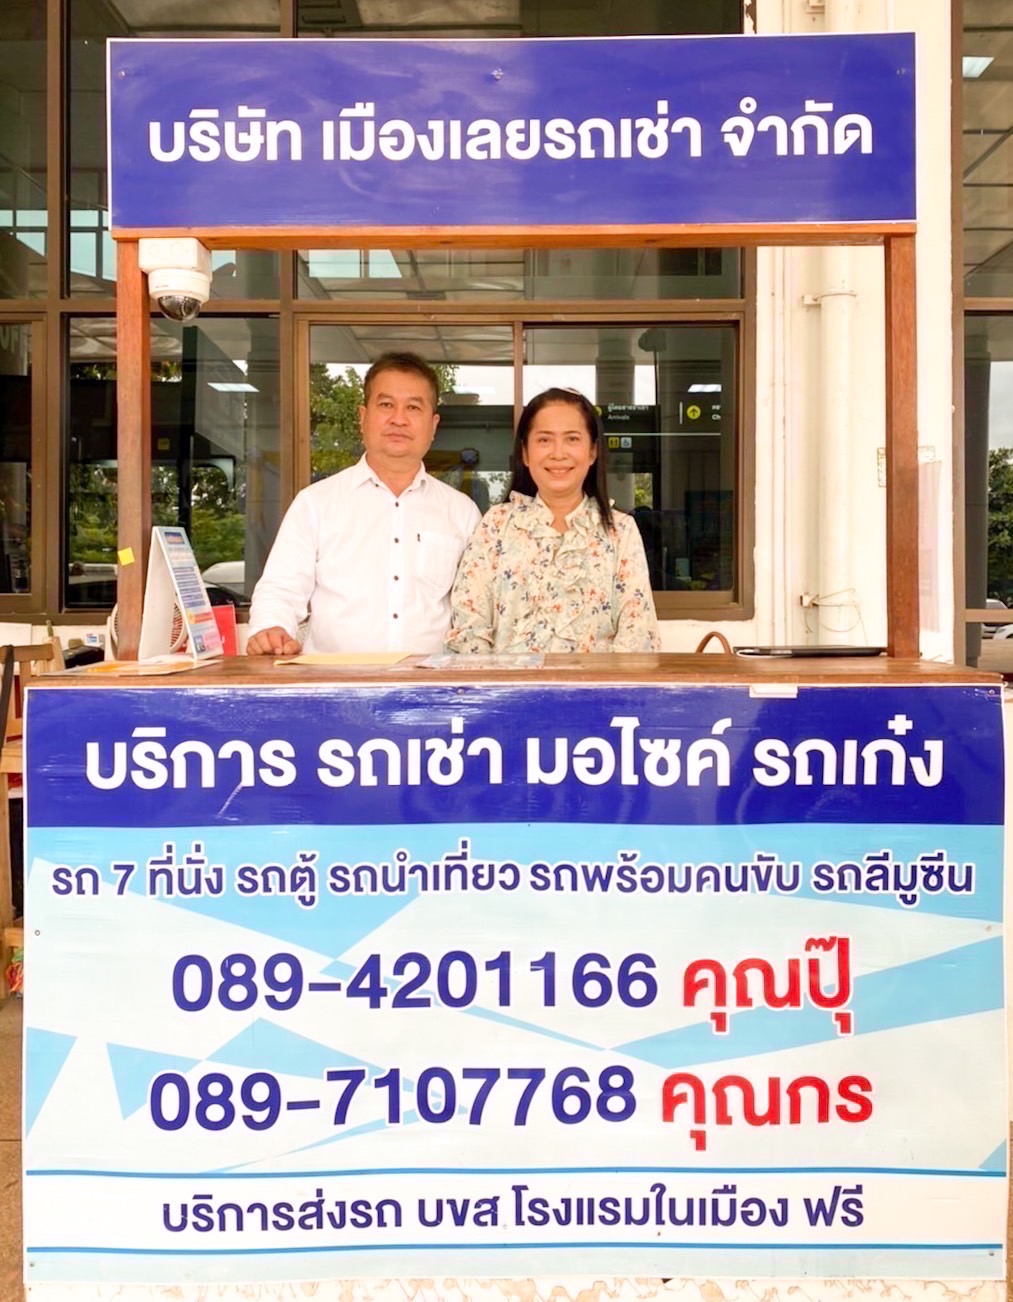 บริษัท เมืองเลยรถเช่า จำกัด
Arrivals
บริการ รถเช่า มอไซค์ รถเก๋ง
รถ 7 ที่นั่ง รถตู้ รถนำเที่ยว รถพร้อมคนขับ รถลีมูซีน
089-4201166 คุณปุ๊
089-7107768 คุณกร
บริการส่งรถ บขส โรงแรมในเมือง ฟรี